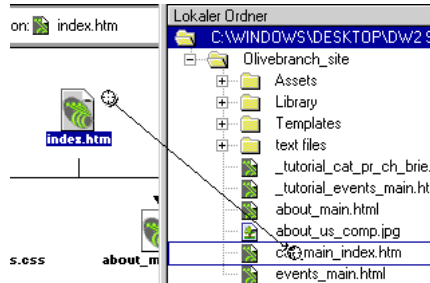 on: index.htm
index.htm
s.css
about_m
Lokaler Ordner
C:\WINDOWS\DESKTOP\DW2 S
Olivebranch_site
Assets
Library
Templates
text files
_tutorial_cat_pr_ch_brie.
_tutorial_events_main.ht
about_main.html
about_us_comp.jpg
main_index.htm
events_main.html